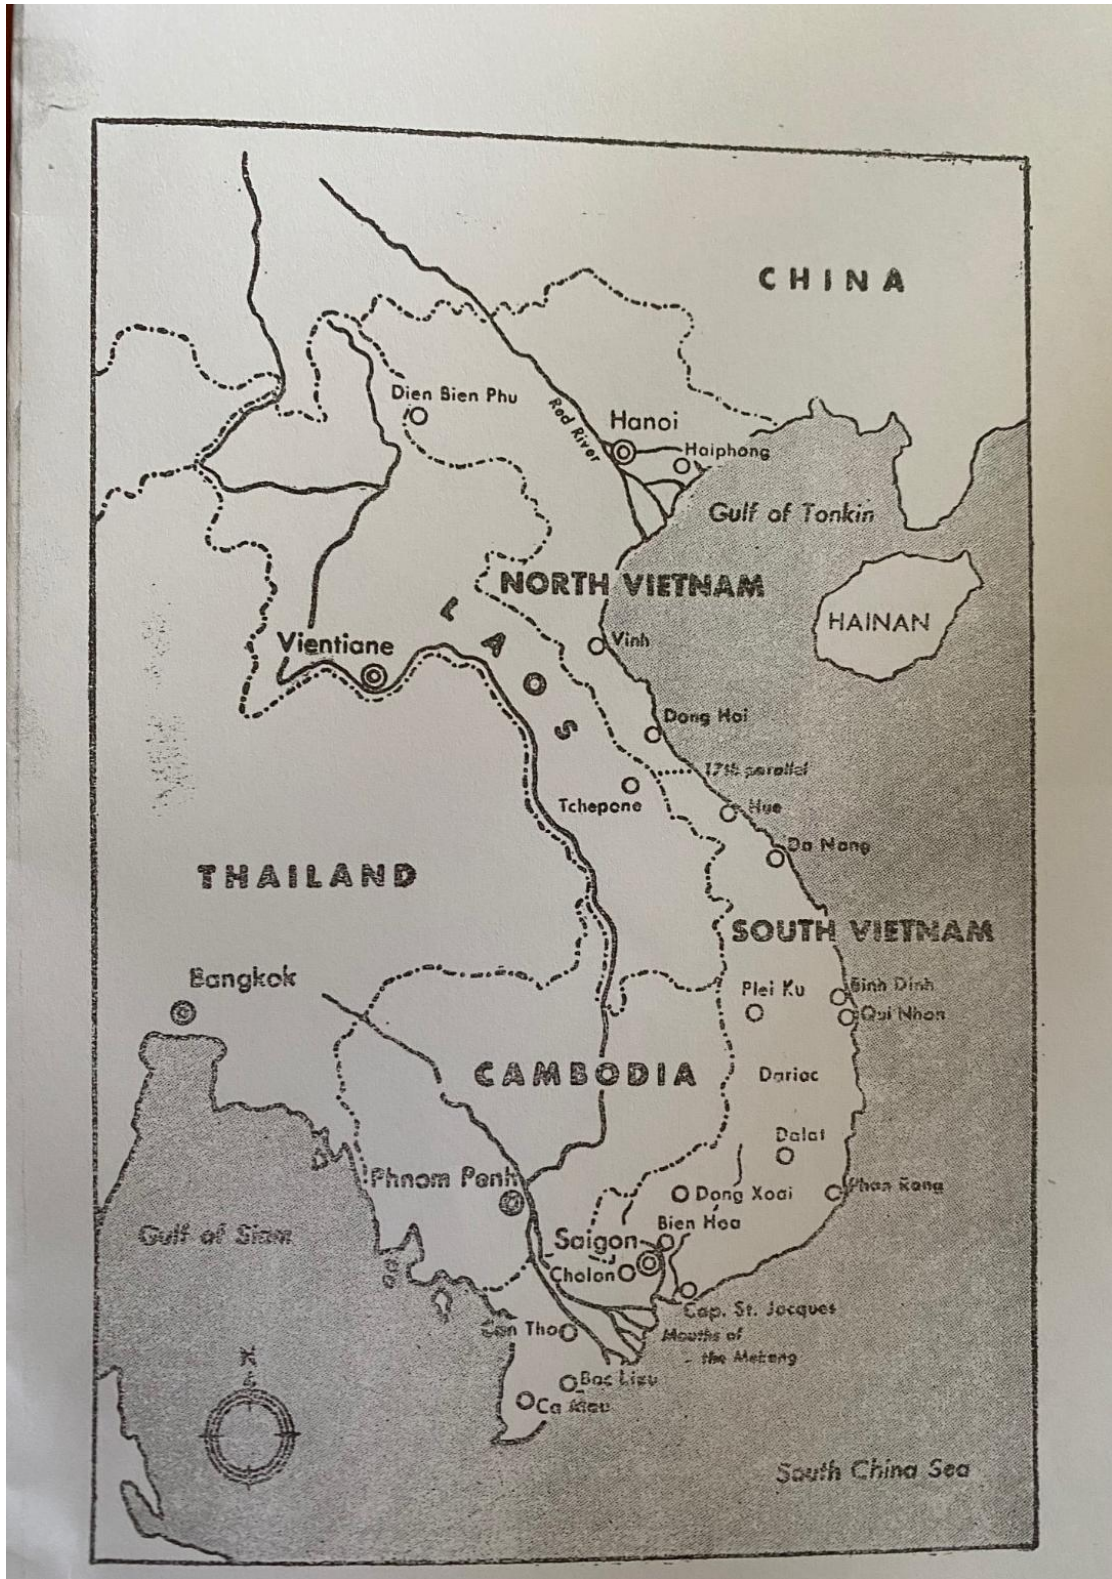 CHINA
Dien Bien Phu
Red River
Hanoi
Haiphong
Gulf of Tonkin
NORTH VIETNAM
HAINAN
LAOS
Vientiane
Vinh
Dong Hoi
17th parallel
Tchepone
Hue
Da Nang
THAILAND
SOUTH VIETNAM
Bangkok
Plei Ku
Binh Dinh
Qui Nhon
CAMBODIA
Darlac
Dalat
Phnom Penh
Dong Xoai
Phan Rang
Gulf of Siam
Bien Hoa
Saigon
Cholon
Cap. St. Jacques
Can Tho
Mouths of
the Mekong
N
Bac Lieu
Ca Mau
South China Sea